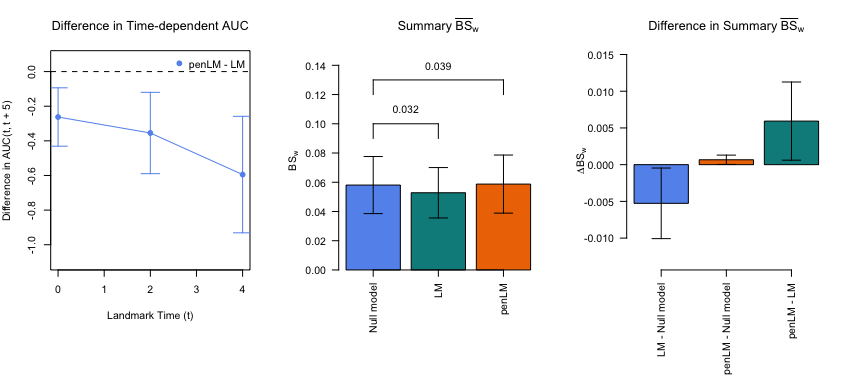 Difference in Time-dependent AUC
penLM - LM
Difference in AUC(t, t + 5)
0.0
-0.2
-0.4
-0.6
-0.8
-1.0
0 1 2 3 4
Landmark Time (t)
Summary B̅S̅w
BSw
0.14
0.12
0.10
0.08
0.06
0.04
0.02
0.00
0.039
0.032
Null model
LM
penLM
Difference in Summary B̅S̅w
ΔBSw
0.015
0.010
0.005
0.000
-0.005
-0.010
LM - Null model
penLM - Null model
penLM - LM